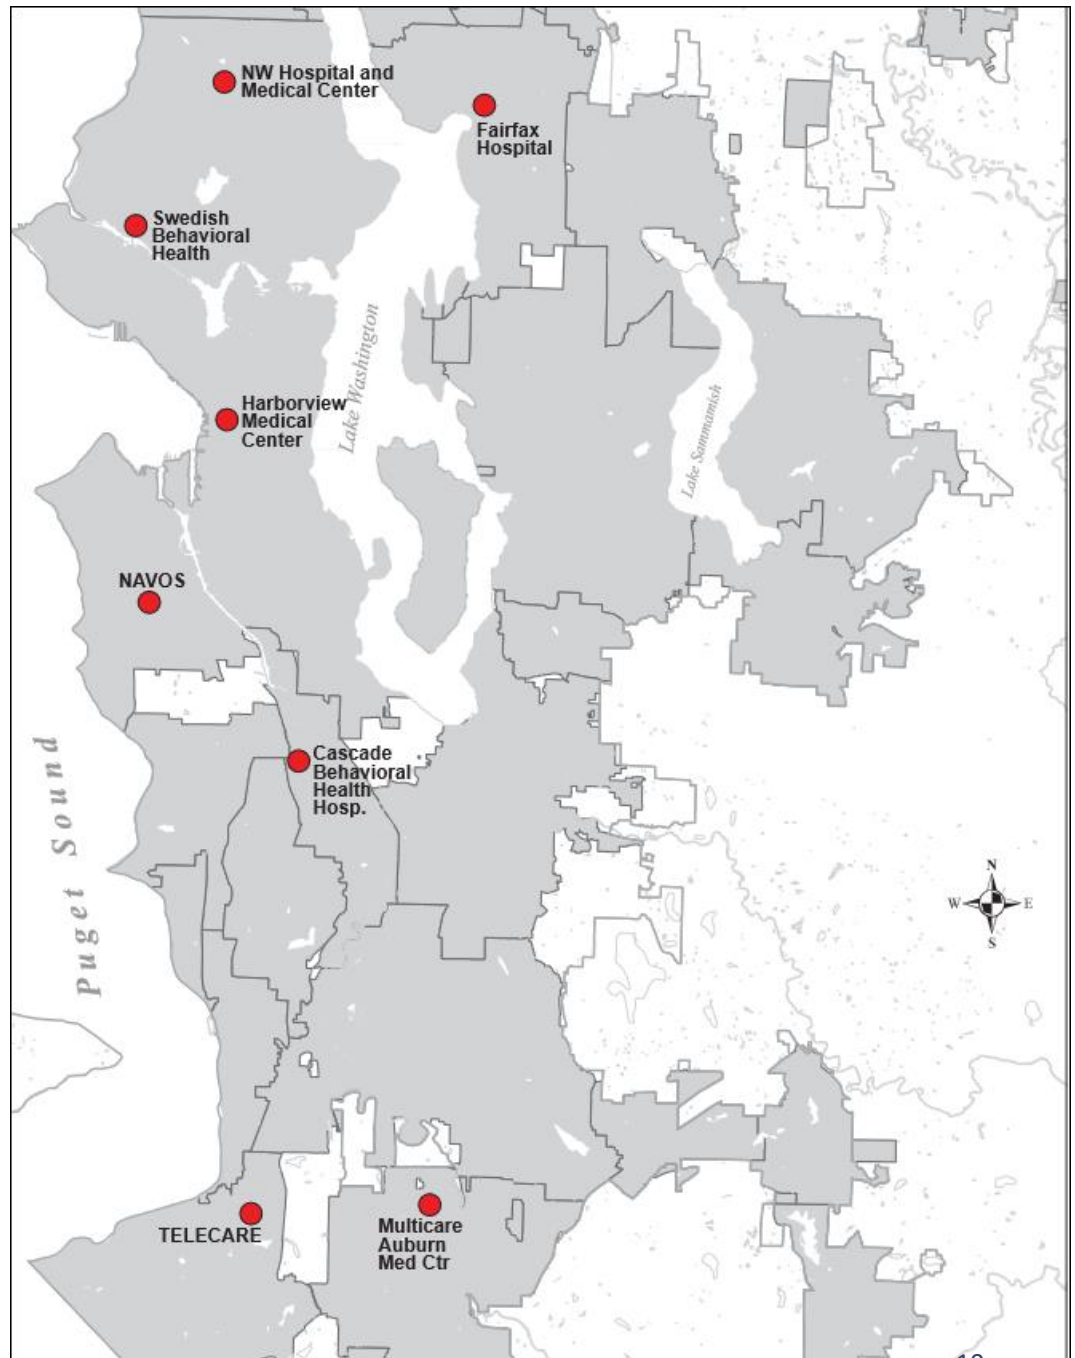 NW Hospital and
Medical Center
Fairfax
Hospital
Swedish
Behavioral
Health
Lake Washington
Harborview
Medical
Center
Lake Sammamish
NAVOS
Puget Sound
Cascade
Behavioral
Health
Hosp.
N
W
E
S
TELECARE
Multicare
Auburn
Med Ctr